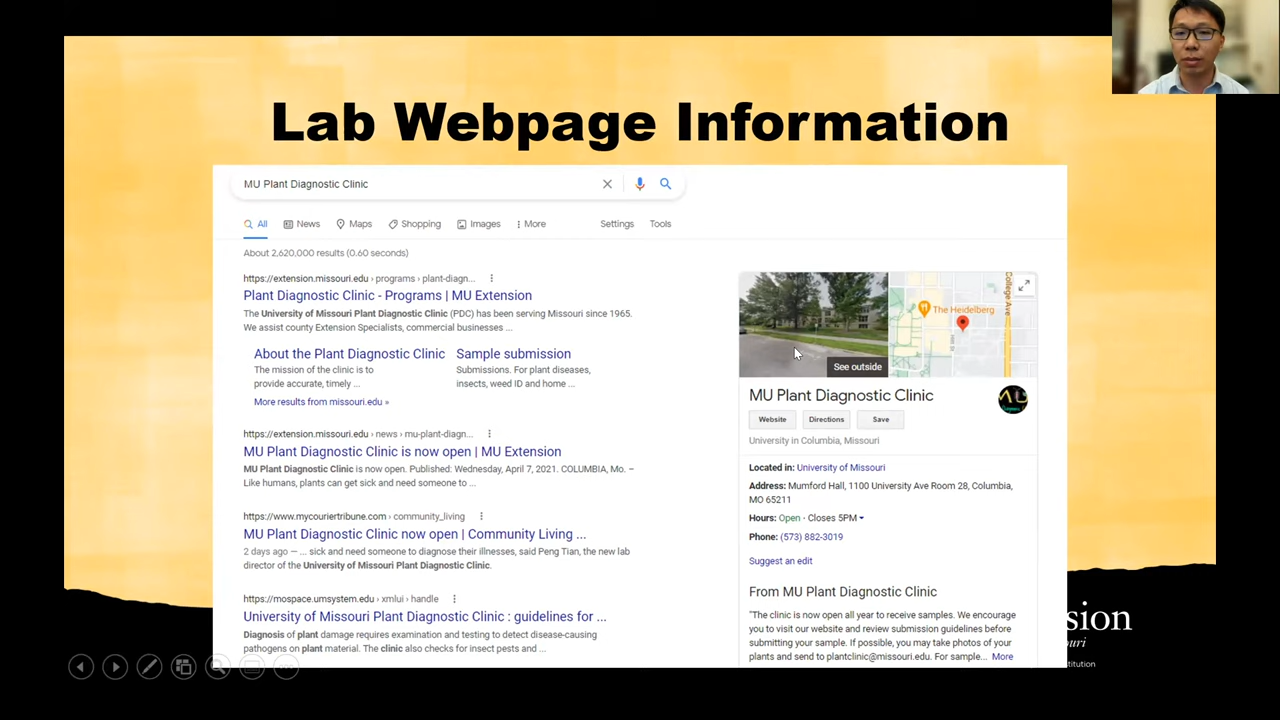 Lab Webpage Information
MU Plant Diagnostic Clinic
All News Maps Shopping Images More Settings Tools
About 2,620,000 results (0.60 seconds)
https://extension.missouri.edu › programs › plant-diagn...
Plant Diagnostic Clinic - Programs | MU Extension
The University of Missouri Plant Diagnostic Clinic (PDC) has been serving Missouri since 1965.
We assist county Extension Specialists, commercial businesses ...
About the Plant Diagnostic Clinic
The mission of the clinic is to
provide accurate, timely ...
Sample submission
Submissions. For plant diseases,
insects, weed ID and home ...
More results from missouri.edu »
https://extension.missouri.edu › news › mu-plant-diagn...
MU Plant Diagnostic Clinic is now open | MU Extension
MU Plant Diagnostic Clinic is now open. Published: Wednesday, April 7, 2021. COLUMBIA, Mo. –
Like humans, plants can get sick and need someone to ...
https://www.mycouriertribune.com › community_living
MU Plant Diagnostic Clinic now open | Community Living ...
2 days ago — ... sick and need someone to diagnose their illnesses, said Peng Tian, the new lab
director of the University of Missouri Plant Diagnostic Clinic.
https://mospace.umsystem.edu › xmlui › handle
University of Missouri Plant Diagnostic Clinic : guidelines for ...
Diagnosis of plant damage requires examination and testing to detect disease-causing
pathogens on plant material. The clinic also checks for insect pests and ...
See outside
The Heidelberg
College Ave
Hitt St
MU Plant Diagnostic Clinic
MU
Website Directions Save
University in Columbia, Missouri
Located in: University of Missouri
Address: Mumford Hall, 1100 University Ave Room 28, Columbia,
MO 65211
Hours: Open · Closes 5PM
Phone: (573) 882-3019
Suggest an edit
From MU Plant Diagnostic Clinic
"The clinic is now open all year to receive samples. We encourage
you to visit our website and review submission guidelines before
submitting your sample. If possible, you may take photos of your
plants and send to plantclinic@missouri.edu. For sample... More
sion
ouri
titution